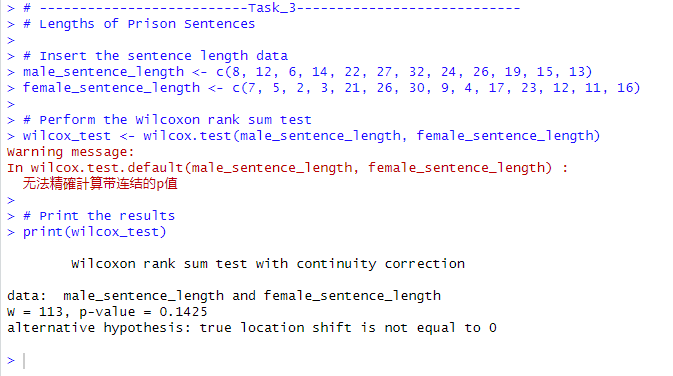 > # --------------------------Task_3----------------------------
> # Lengths of Prison Sentences
>
> # Insert the sentence length data
> male_sentence_length <- c(8, 12, 6, 14, 22, 27, 32, 24, 26, 19, 15, 13)
> female_sentence_length <- c(7, 5, 2, 3, 21, 26, 30, 9, 4, 17, 23, 12, 11, 16)
>
> # Perform the Wilcoxon rank sum test
> wilcox_test <- wilcox.test(male_sentence_length, female_sentence_length)
Warning message:
In wilcox.test.default(male_sentence_length, female_sentence_length) :
  无法精確計算带连结的p值
>
> # Print the results
> print(wilcox_test)

        Wilcoxon rank sum test with continuity correction

data:  male_sentence_length and female_sentence_length
W = 113, p-value = 0.1425
alternative hypothesis: true location shift is not equal to 0

>